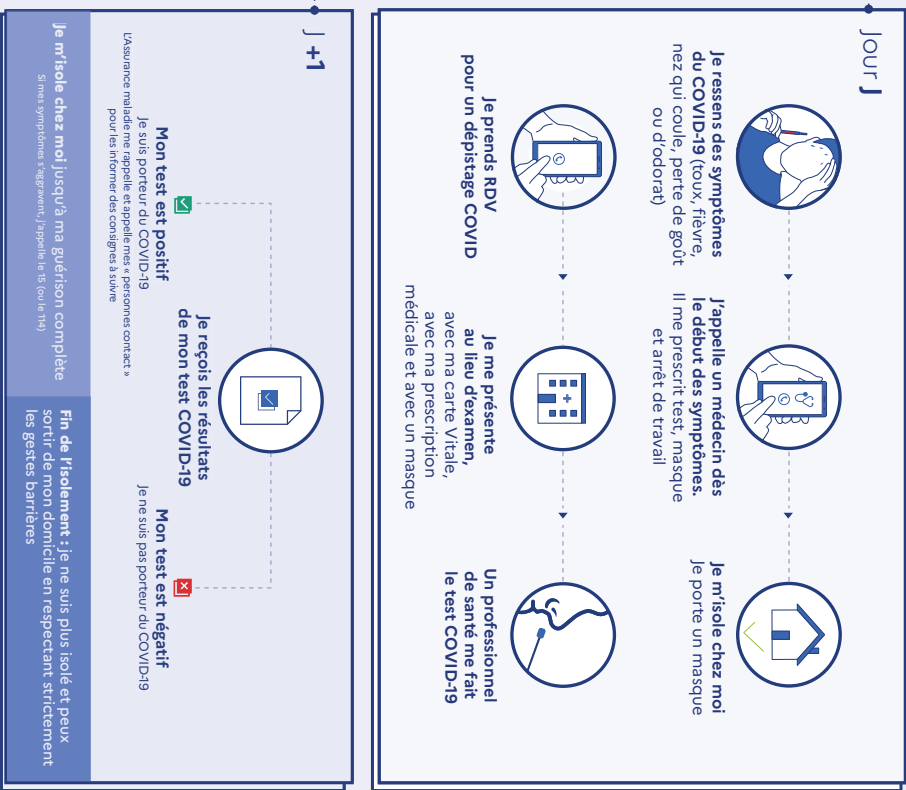 Jour J
Je ressens des symptômes
du COVID-19 (toux, fièvre,
nez qui coule, perte de goût
ou d'odorat)
J'appelle un médecin dès
le début des symptômes.
Il me prescrit test, masque
et arrêt de travail
Je m'isole chez moi
Je porte un masque
Je prends RDV
pour un dépistage COVID
Je me présente
au lieu d'examen,
avec ma carte Vitale,
avec ma prescription
médicale et avec un masque
Un professionnel
de santé me fait
le test COVID-19
J +1
Je reçois les résultats
de mon test COVID-19
Mon test est positif
Je suis porteur du COVID-19
L'Assurance maladie me rappelle et appelle mes « personnes contact »
pour les informer des consignes à suivre
Mon test est négatif
Je ne suis pas porteur du COVID-19
Je m'isole chez moi jusqu'à ma guérison complète
Si mes symptômes s'aggravent, j'appelle le 15 (ou le 114)
Fin de l'isolement : je ne suis plus isolé et peux
sortir de mon domicile en respectant strictement
les gestes barrières